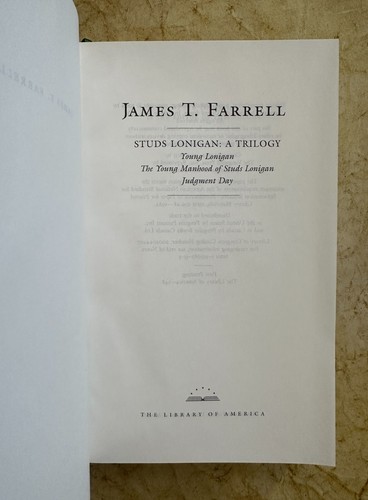 JAMES T. FARRELL
STUDS LONIGAN: A TRILOGY
Young Lonigan
The Young Manhood of Studs Lonigan
Judgment Day
THE LIBRARY OF AMERICA